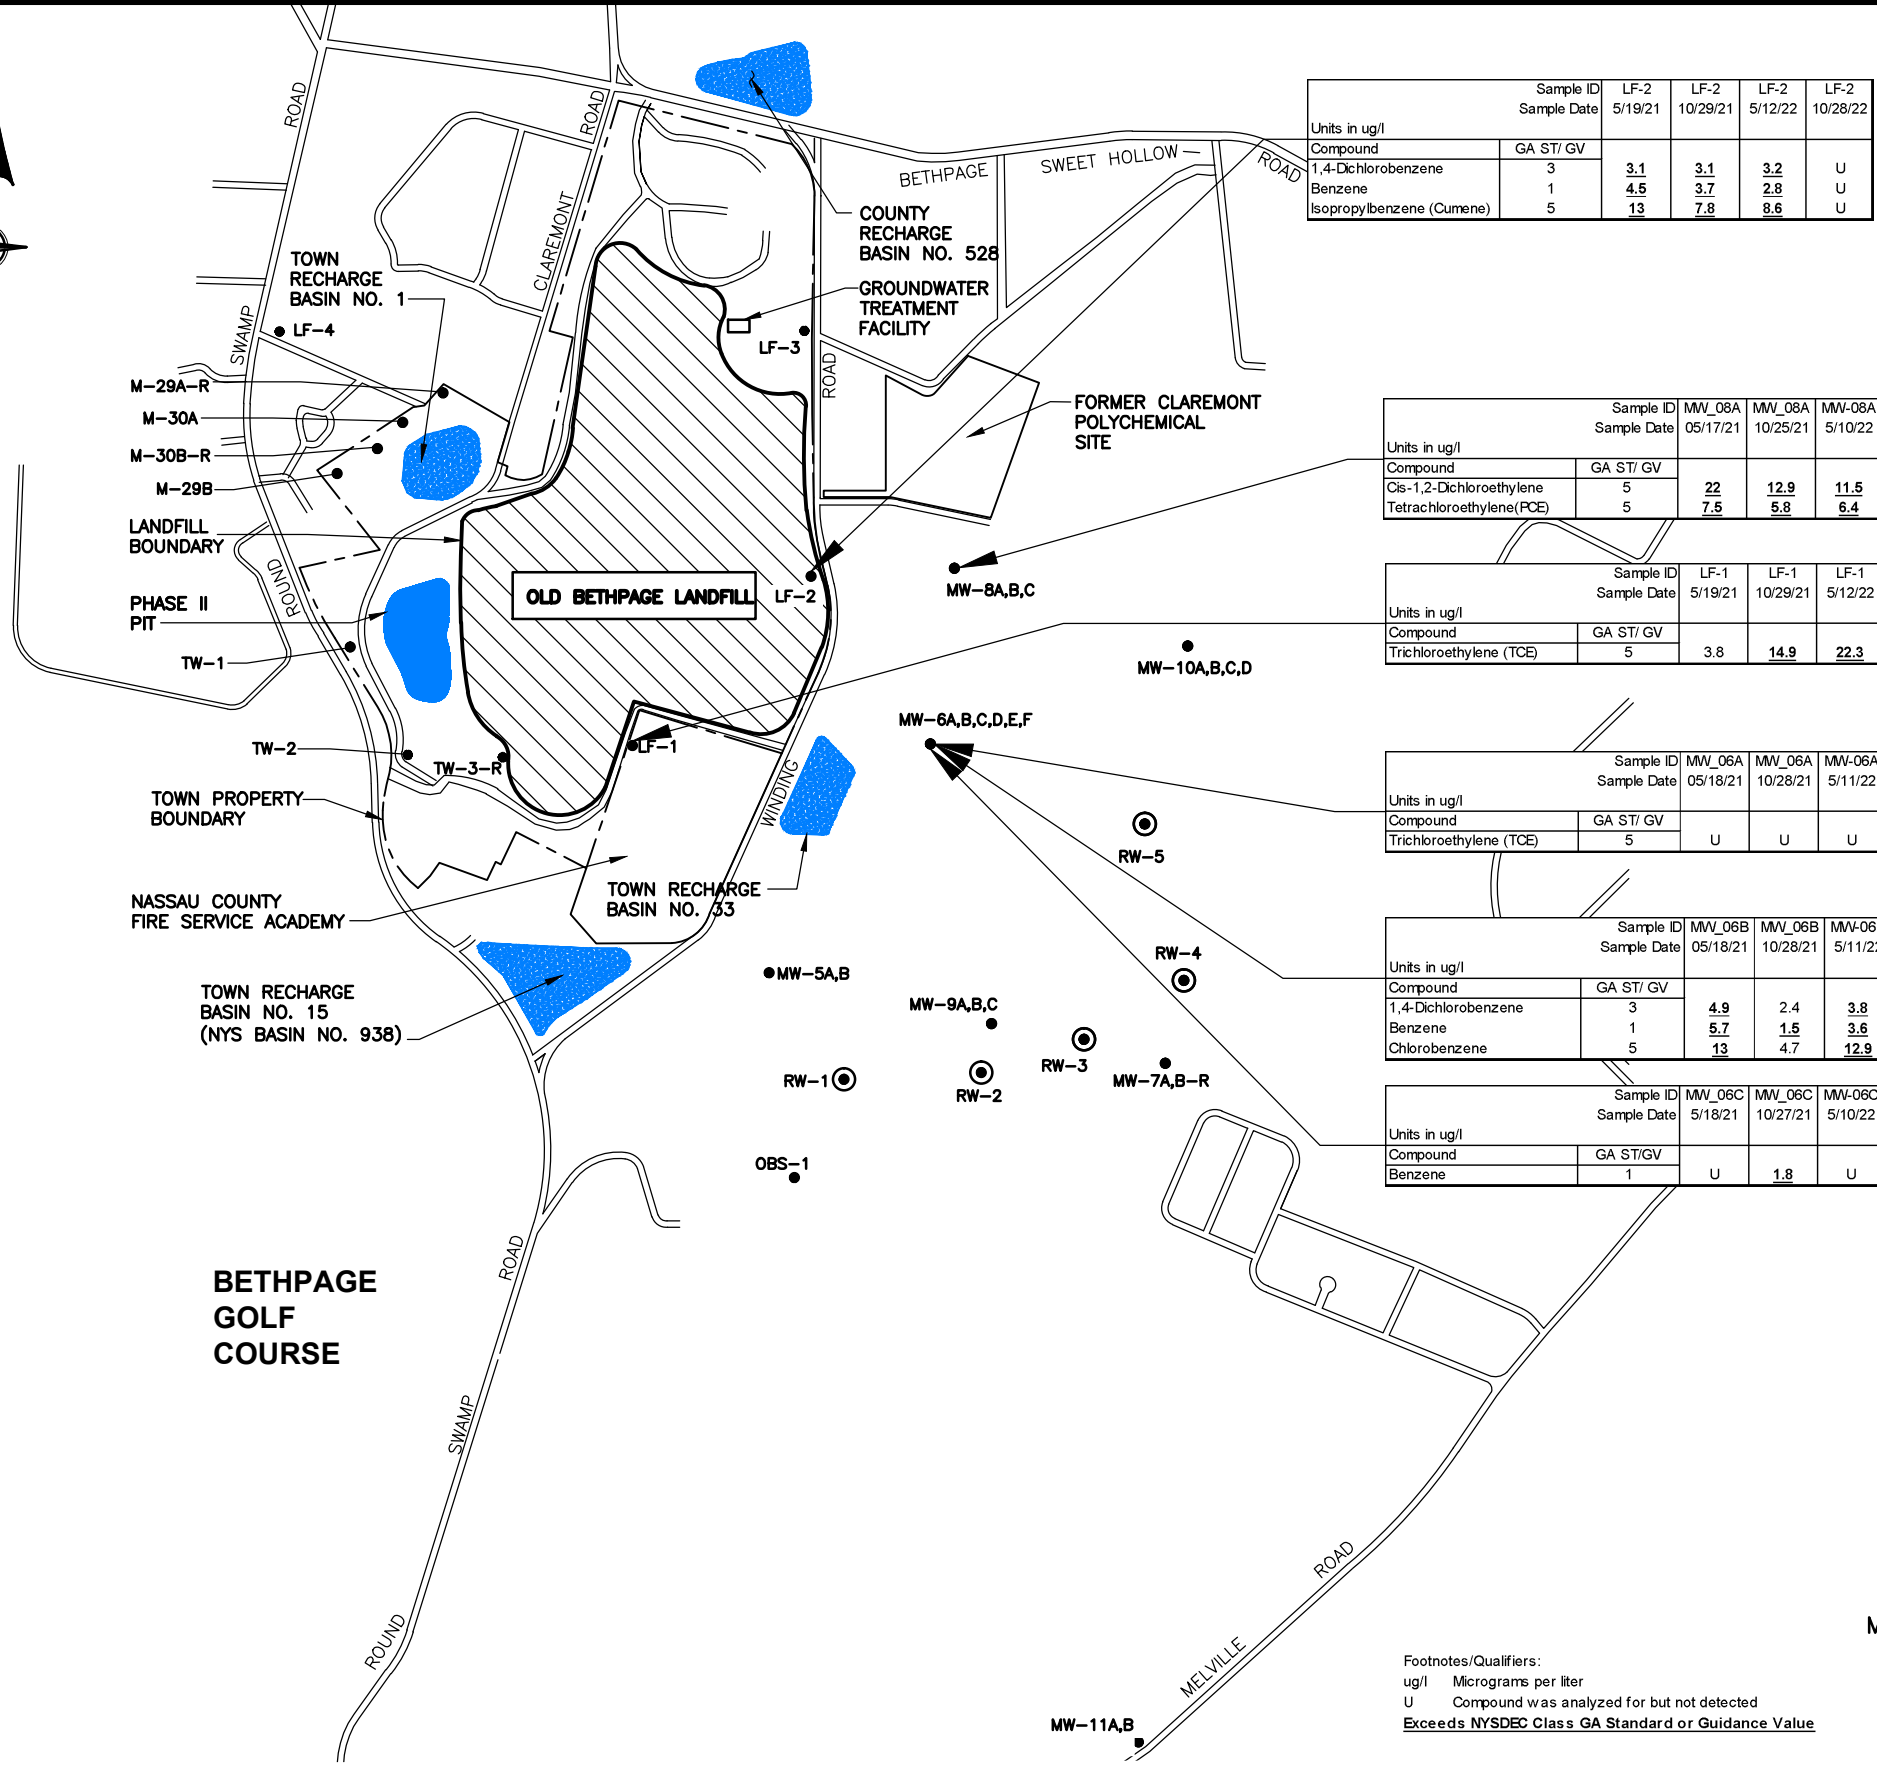 ROAD
ROAD
BETHPAGE
SWEET HOLLOW
ROAD
CLAREMONT
SWAMP
ROAD
ROUND
WINDING
COUNTY
RECHARGE
BASIN NO. 528
GROUNDWATER
TREATMENT
FACILITY
TOWN
RECHARGE
BASIN NO. 1
LF-4
LF-3
M-29A-R
M-30A
M-30B-R
M-29B
LANDFILL
BOUNDARY
FORMER CLAREMONT
POLYCHEMICAL
SITE
PHASE II
PIT
OLD BETHPAGE LANDFILL
LF-2
MW-8A,B,C
TW-1
MW-10A,B,C,D
MW-6A,B,C,D,E,F
TW-2
TW-3-R
LF-1
TOWN PROPERTY
BOUNDARY
RW-5
NASSAU COUNTY
FIRE SERVICE ACADEMY
TOWN RECHARGE
BASIN NO. 33
MW-5A,B
RW-4
TOWN RECHARGE
BASIN NO. 15
(NYS BASIN NO. 938)
MW-9A,B,C
RW-3
RW-1
RW-2
MW-7A,B-R
OBS-1
ROAD
SWAMP
ROUND
BETHPAGE
GOLF
COURSE
ROAD
MELVILLE
MW-11A,B
Sample ID LF-2 LF-2 LF-2 LF-2
Sample Date 5/19/21 10/29/21 5/12/22 10/28/22
Units in ug/l
Compound GA ST/ GV
1,4-Dichlorobenzene 3 3.1 3.1 3.2 U
Benzene 1 4.5 3.7 2.8 U
Isopropylbenzene (Cumene) 5 13 7.8 8.6 U
Sample ID MW_08A MW_08A MW-08A
Sample Date 05/17/21 10/25/21 5/10/22
Units in ug/l
Compound GA ST/ GV
Cis-1,2-Dichloroethylene 5 22 12.9 11.5
Tetrachloroethylene(PCE) 5 7.5 5.8 6.4
Sample ID LF-1 LF-1 LF-1
Sample Date 5/19/21 10/29/21 5/12/22
Units in ug/l
Compound GA ST/ GV
Trichloroethylene (TCE) 5 3.8 14.9 22.3
Sample ID MW_06A MW_06A MW-06A
Sample Date 05/18/21 10/28/21 5/11/22
Units in ug/l
Compound GA ST/ GV
Trichloroethylene (TCE) 5 U U U
Sample ID MW_06B MW_06B MW-06
Sample Date 05/18/21 10/28/21 5/11/22
Units in ug/l
Compound GA ST/ GV
1,4-Dichlorobenzene 3 4.9 2.4 3.8
Benzene 1 5.7 1.5 3.6
Chlorobenzene 5 13 4.7 12.9
Sample ID MW_06C MW_06C MW-06C
Sample Date 5/18/21 10/27/21 5/10/22
Units in ug/l
Compound GA ST/GV
Benzene 1 U 1.8 U
Footnotes/Qualifiers:
ug/l Micrograms per liter
U Compound was analyzed for but not detected
Exceeds NYSDEC Class GA Standard or Guidance Value